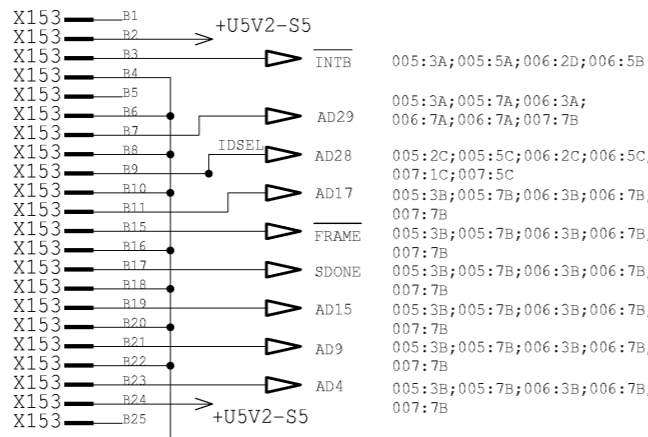 X153 B1
X153 B2 +U5V2-S5
X153 B3 INTB 005:3A;005:5A;006:2D;006:5B
X153 B4
X153 B5 005:3A;005:7A;006:3A;
X153 B6 AD29 006:7A;006:7A;007:7B
X153 B7
X153 B8 IDSEL AD28 005:2C;005:5C;006:2C;006:5C,
X153 B9 007:1C;007:5C
X153 B10 AD17 005:3B;005:7B;006:3B;006:7B,
X153 B11 007:7B
X153 B15 FRAME 005:3B;005:7B;006:3B;006:7B,
X153 B16 007:7B
X153 B17 SDONE 005:3B;005:7B;006:3B;006:7B,
X153 B18 007:7B
X153 B19 AD15 005:3B;005:7B;006:3B;006:7B,
X153 B20 007:7B
X153 B21 AD9 005:3B;005:7B;006:3B;006:7B,
X153 B22 007:7B
X153 B23 AD4 005:3B;005:7B;006:3B;006:7B,
X153 B24 +U5V2-S5 007:7B
X153 B25